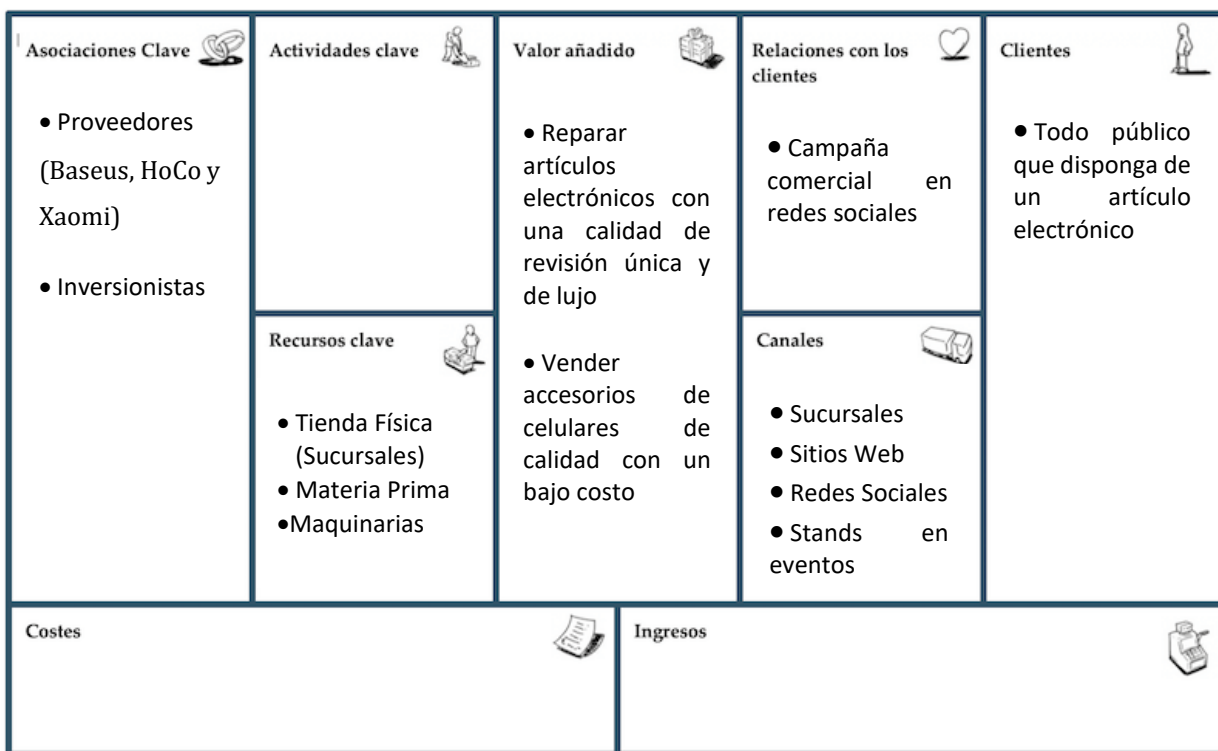 Asociaciones Clave
• Proveedores
(Baseus, HoCo y
Xaomi)
• Inversionistas
Actividades clave
Recursos clave
• Tienda Física
(Sucursales)
• Materia Prima
•Maquinarias
Valor añadido
• Reparar
artículos
electrónicos con
una calidad de
revisión única y
de lujo
• Vender
accesorios de
celulares de
calidad con un
bajo costo
Relaciones con los
clientes
• Campaña
comercial en
redes sociales
Canales
• Sucursales
• Sitios Web
• Redes Sociales
• Stands en
eventos
Clientes
• Todo público
que disponga de
un artículo
electrónico
Costes
Ingresos